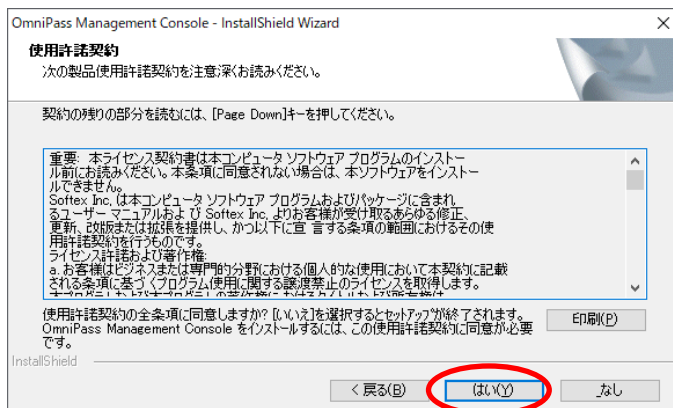 OmniPass Management Console - InstallShield Wizard
使用許諾契約
次の製品使用許諾契約を注意深くお読みください。
契約の残りの部分を読むには、[Page Down]キーを押してください。
重要: 本ライセンス契約書は本コンピュータ ソフトウェア プログラムのインストー
ル前にお読みください。本条項に同意されない場合は、本ソフトウェアをインストー
ルできません。
Softex Inc. は本コンピュータ ソフトウェア プログラムおよびパッケージに含まれ
るユーザー マニュアルおよ び Softex Inc. よりお客様が受け取るあらゆる修正、
更新、改版または拡張を提供し、かつ以下に宣 言する条項の範囲におけるその使
用許諾契約を行うものです。
ライセンス許諾および著作権:
a. お客様はビジネスまたは専門的分野における個人的な使用において本契約に記載
される条項に基づくプログラム使用に関する譲渡禁止のライセンスを取得します。
使用許諾契約の全条項に同意しますか? [いいえ]を選択するとセットアップが終了されます。
OmniPass Management Console をインストールするには、この使用許諾契約に同意が必要
です。
印刷(P)
InstallShield
< 戻る(B)
はい(Y)
なし